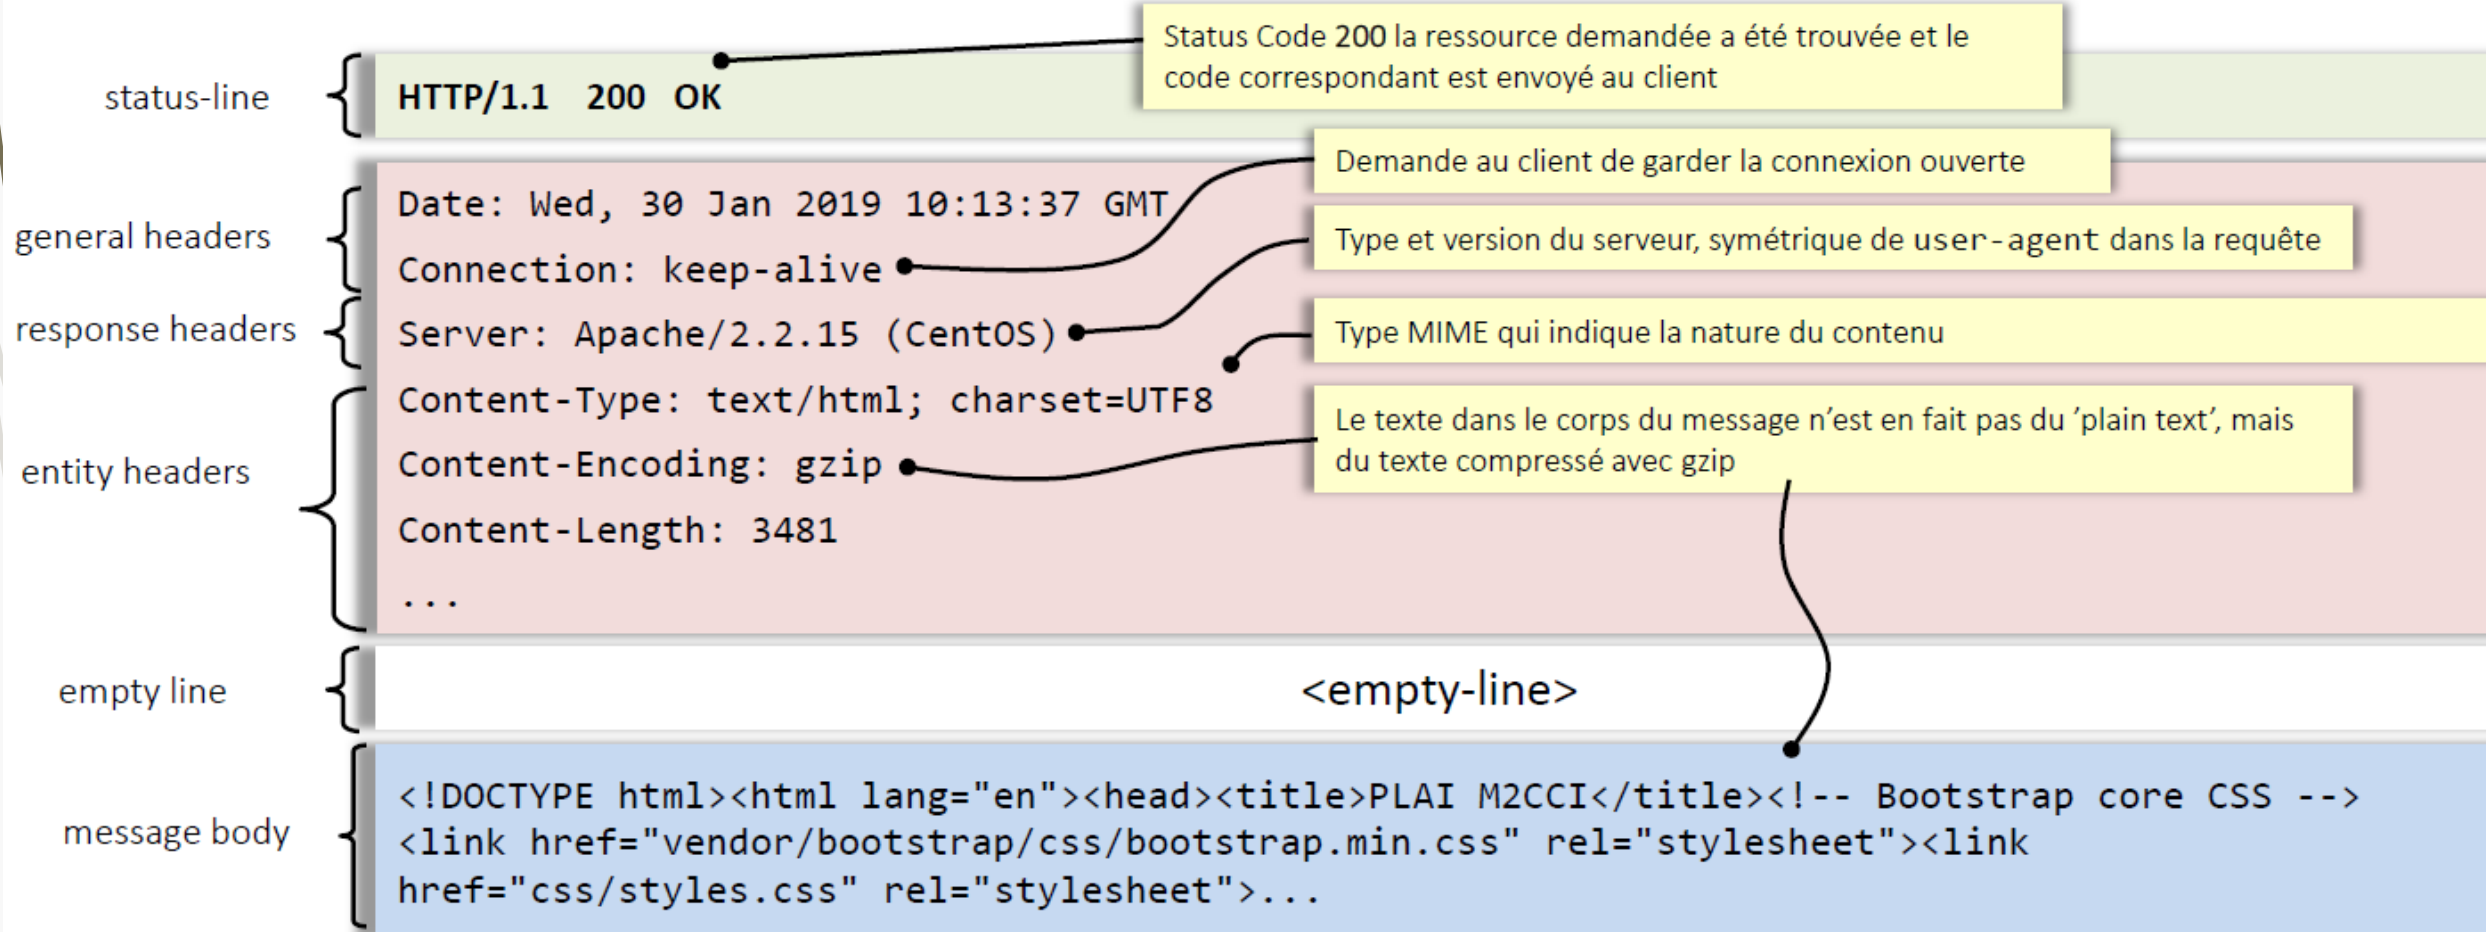 Status Code 200 la ressource demandée a été trouvée et le
code correspondant est envoyé au client
status-line
HTTP/1.1 200 OK
Demande au client de garder la connexion ouverte
general headers
Date: Wed, 30 Jan 2019 10:13:37 GMT
Type et version du serveur, symétrique de user-agent dans la requête
Connection: keep-alive
response headers
Server: Apache/2.2.15 (CentOS)
Type MIME qui indique la nature du contenu
entity headers
Content-Type: text/html; charset=UTF8
Le texte dans le corps du message n’est en fait pas du ’plain text’, mais
du texte compressé avec gzip
Content-Encoding: gzip
Content-Length: 3481
...
empty line
<empty-line>
message body
<!DOCTYPE html><html lang="en"><head><title>PLAI M2CCI</title><!-- Bootstrap core CSS -->
<link href="vendor/bootstrap/css/bootstrap.min.css" rel="stylesheet"><link
href="css/styles.css" rel="stylesheet">...